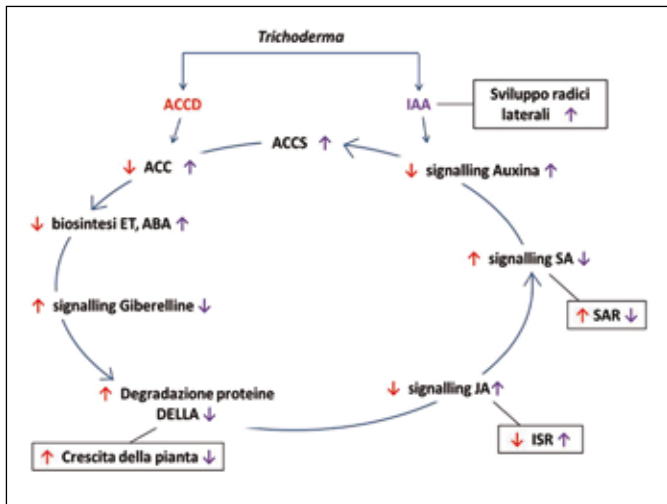 Trichoderma
ACCD
IAA
Sviluppo radici
laterali ↑
ACCS ↑
↓ ACC ↑
↓ signalling Auxina ↑
↓ biosintesi ET, ABA ↑
↑ signalling SA ↓
↑ signalling Giberelline ↓
↑ SAR ↓
↑ Degradazione proteine
DELLA ↓
↓ signalling JA ↑
↑ Crescita della pianta ↓
↓ ISR ↑